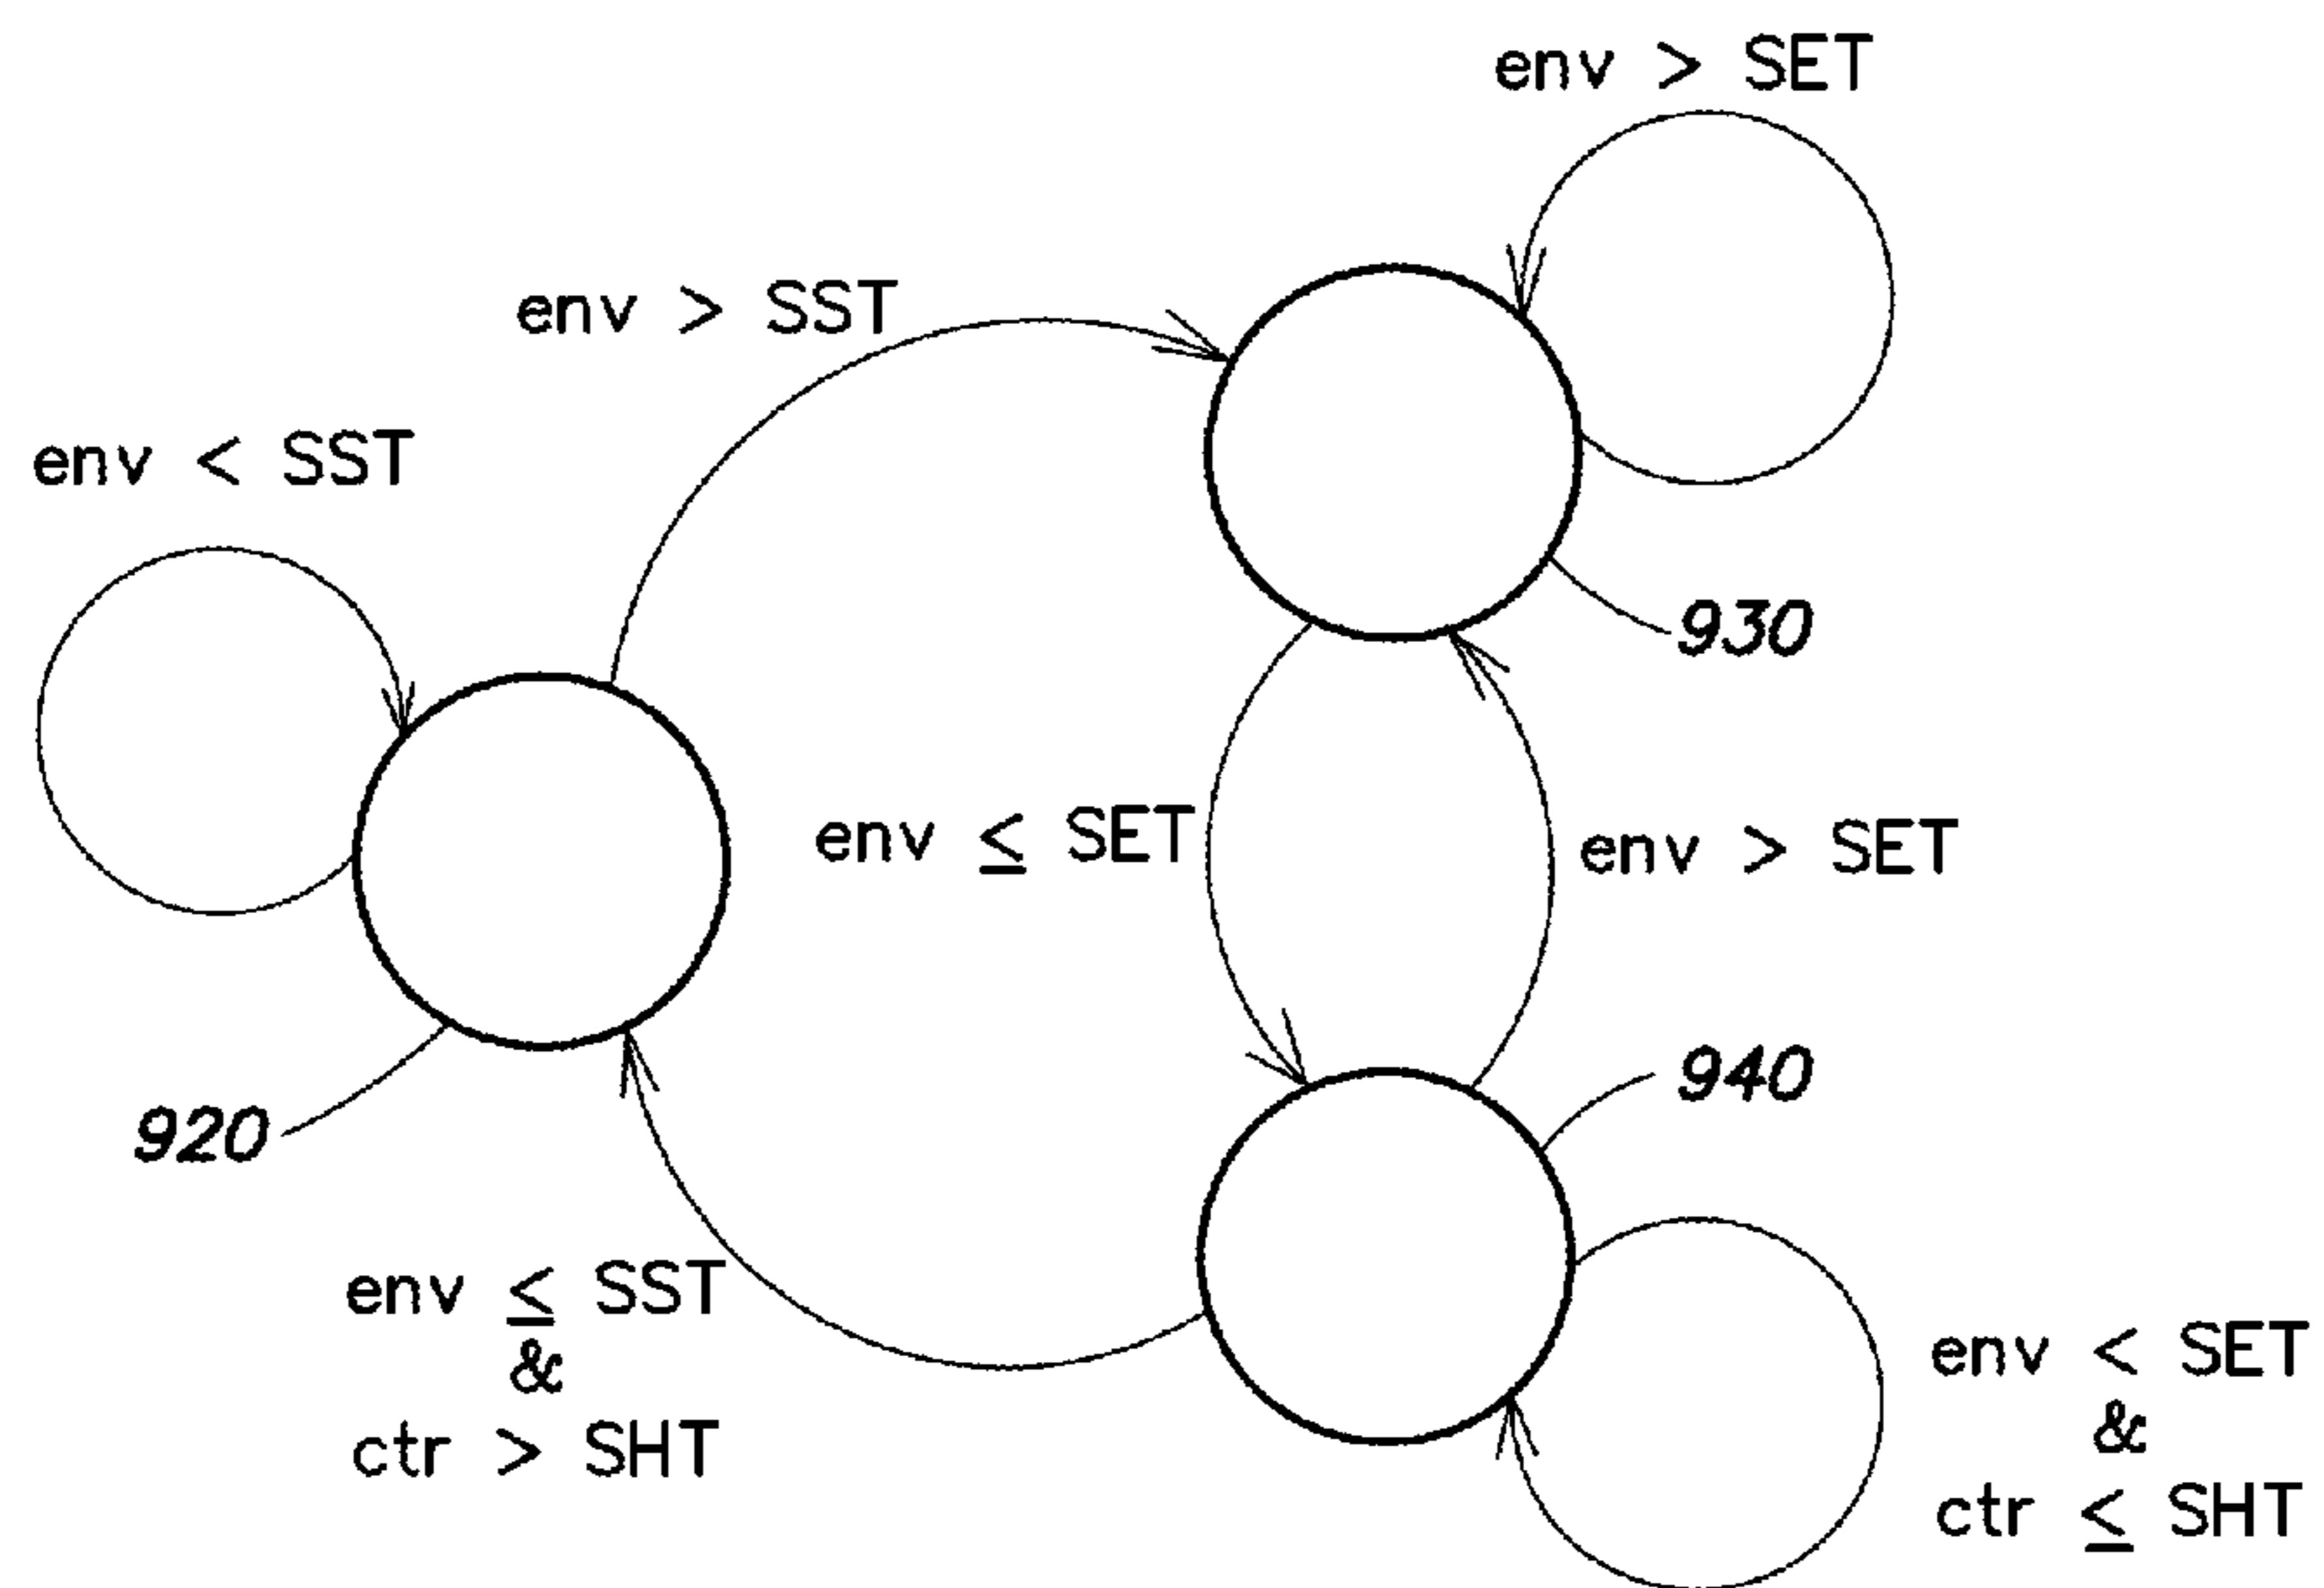 env > SET
env > SST
env < SST
930
env ≤ SET
env > SET
940
920
env ≤ SST
&
ctr > SHT
env < SET
&
ctr ≤ SHT